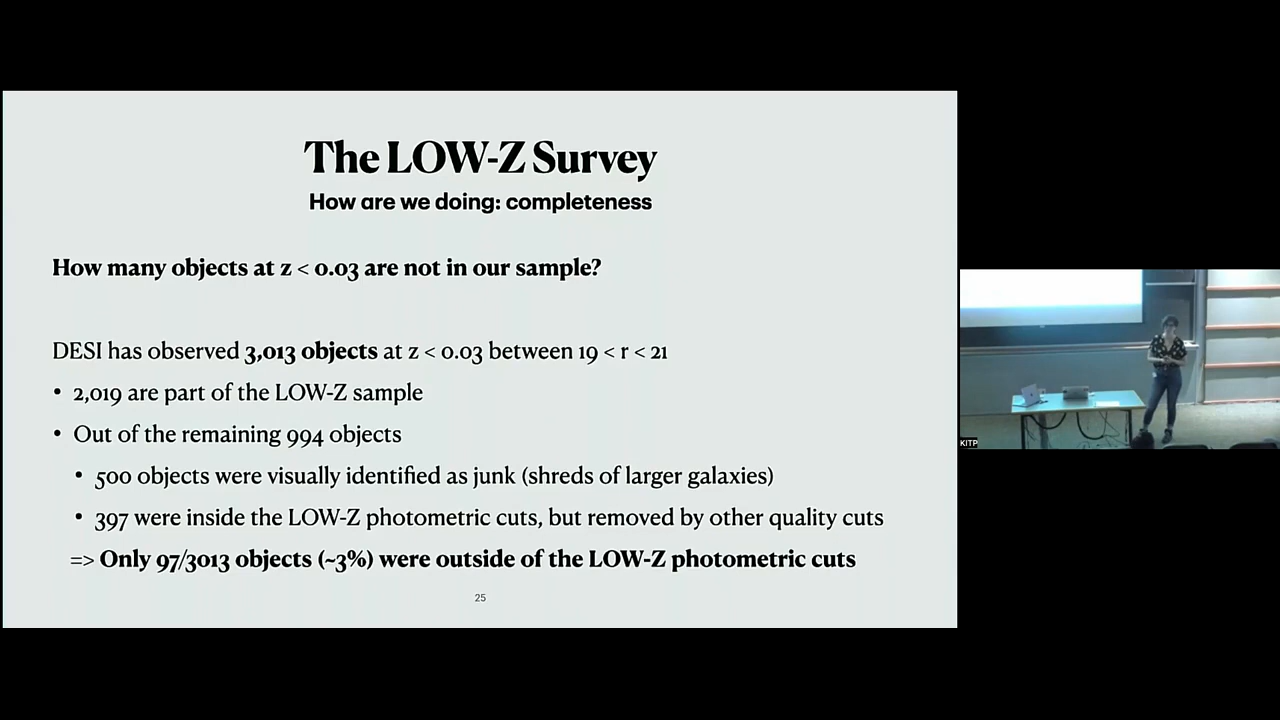 The LOW-Z Survey
How are we doing: completeness
How many objects at z < 0.03 are not in our sample?
DESI has observed 3,013 objects at z < 0.03 between 19 < r < 21
• 2,019 are part of the LOW-Z sample
• Out of the remaining 994 objects
• 500 objects were visually identified as junk (shreds of larger galaxies)
• 397 were inside the LOW-Z photometric cuts, but removed by other quality cuts
=> Only 97/3013 objects (~3%) were outside of the LOW-Z photometric cuts
25
KITP